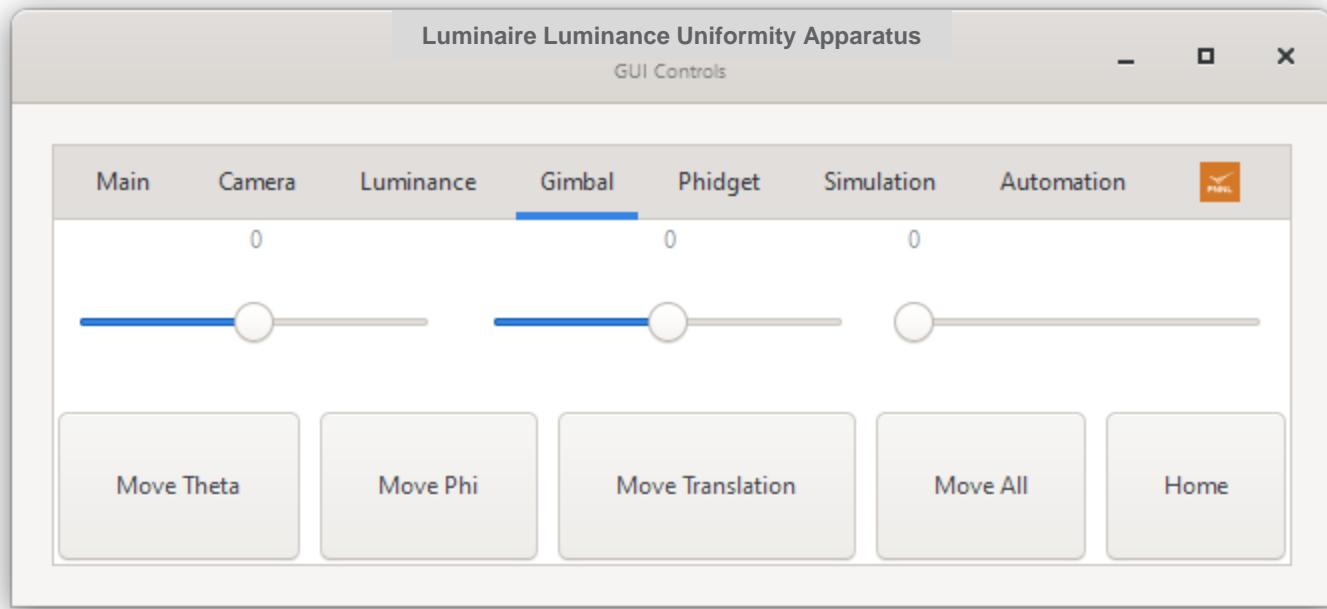 Luminaire Luminance Uniformity Apparatus
GUI Controls
Main Camera Luminance Gimbal Phidget Simulation Automation PNNL
0 0 0
Move Theta Move Phi Move Translation Move All Home